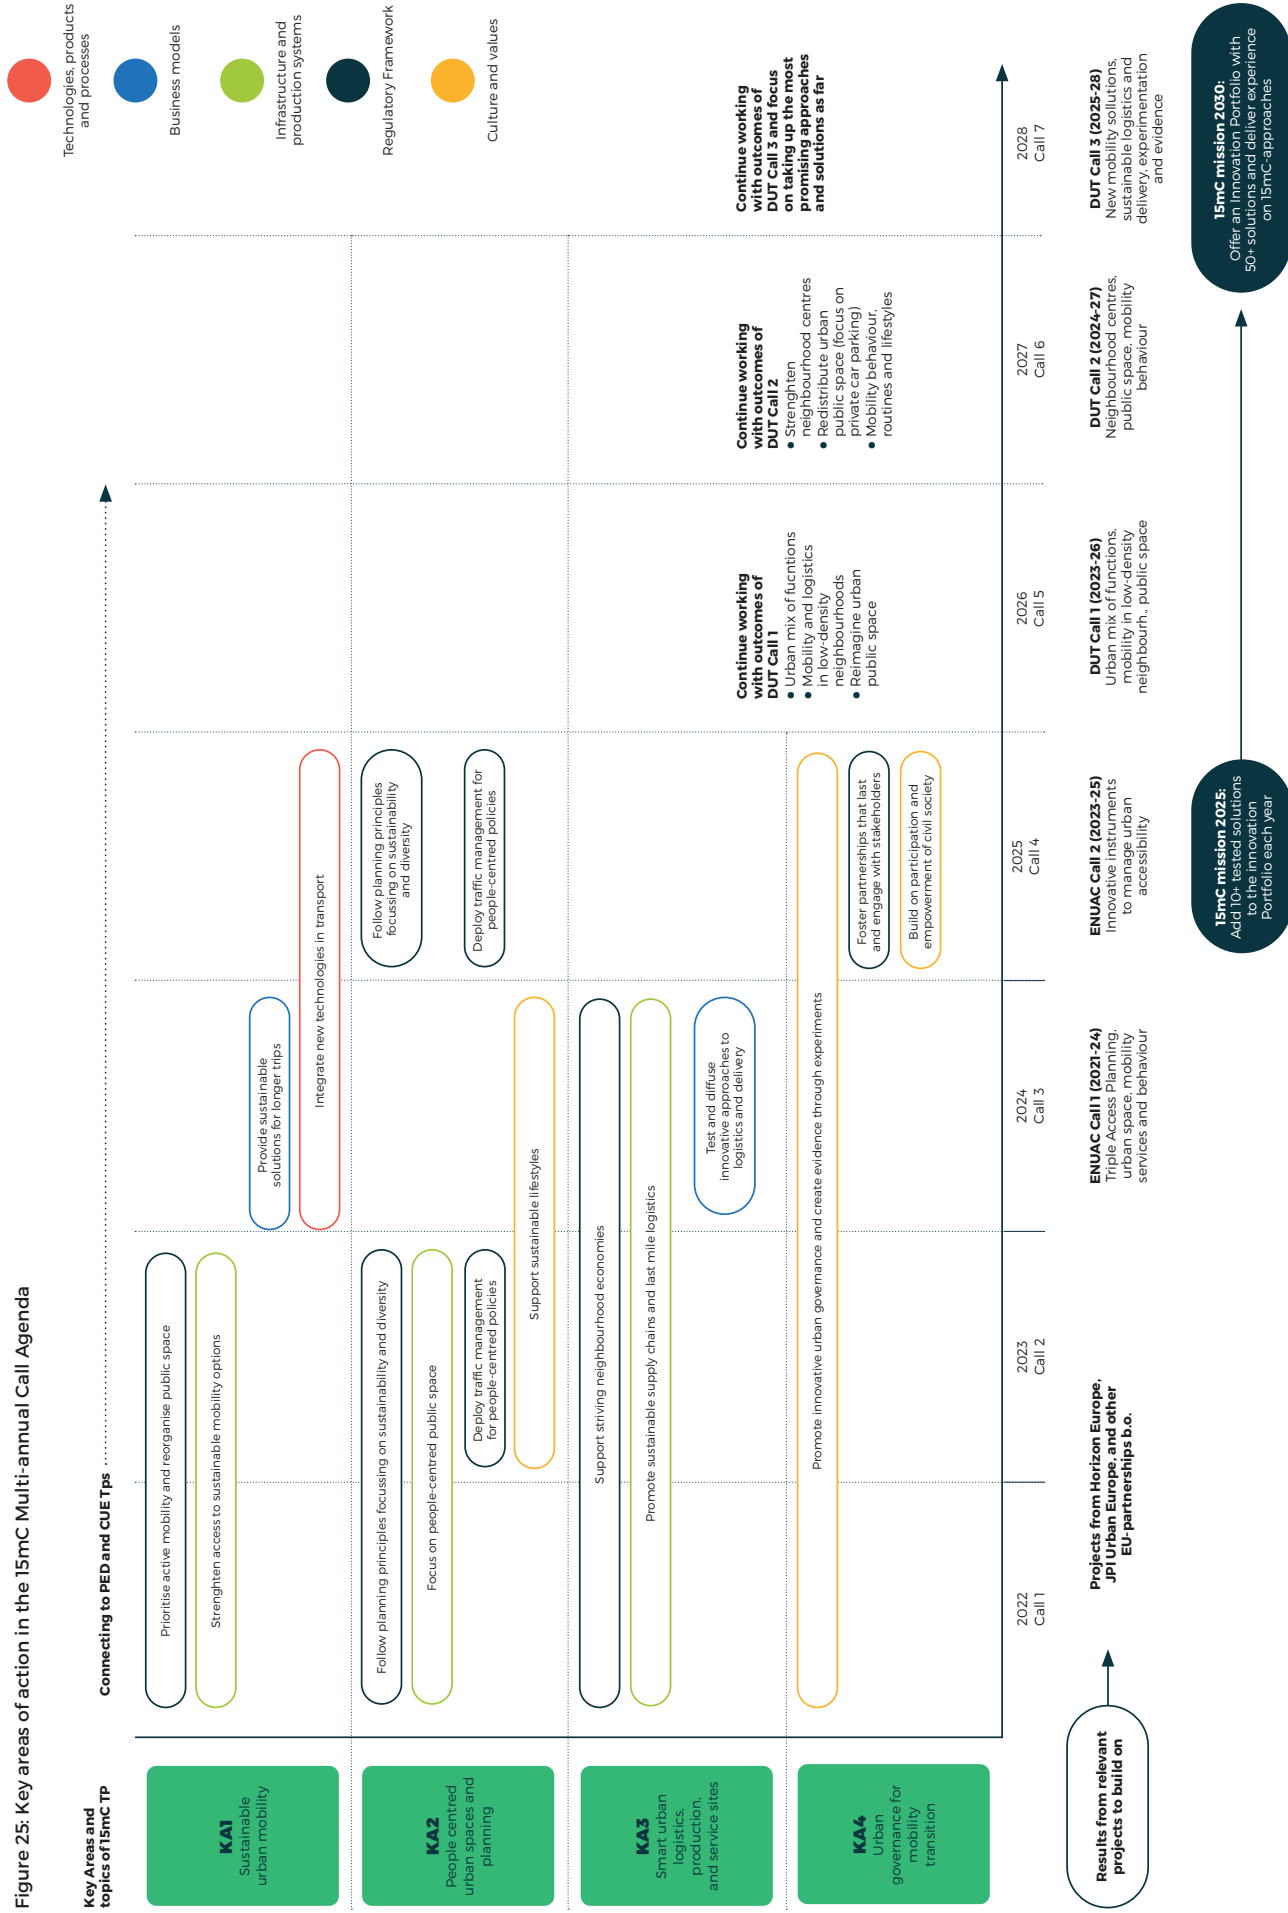 Figure 25: Key areas of action in the 15mC Multi-annual Call Agenda
Technologies, products
and processes
Business models
Infrastructure and
production systems
Regulatory Framework
Culture and values
Key Areas and
topics of 15mC TP
Connecting to PED and CUE Tps
KA1
Sustainable
urban mobility
Prioritise active mobility and reorganise public space
Strenghten access to sustainable mobility options
Provide sustainable
solutions for longer trips
Integrate new technologies in transport
KA2
People centred
urban spaces and
planning
Follow planning principles focussing on sustainability and diversity
Focus on people-centred public space
Deploy traffic management
for people-centred policies
Support sustainable lifestyles
Follow planning principles
focussing on sustainability
and diversity
Deploy traffic management for
people-centred policies
KA3
Smart urban
logistics,
production,
and service sites
Support striving neighbourhood economies
Promote sustainable supply chains and last mile logistics
Test and diffuse
innovative approaches to
logistics and delivery
KA4
Urban
governance for
mobility
transition
Promote innovative urban governance and create evidence through experiments
Foster partnerships that last
and engage with stakeholders
Build on participation and
empowerment of civil society
Continue working
with outcomes of
DUT Call 1
• Urban mix of fucntions
• Mobility and logistics
in low-density
neighbourhoods
• Reimagine urban
public space
Continue working
with outcomes of
DUT Call 2
• Strenghten
neighbourhood centres
• Redistribute urban
public space (focus on
private car parking)
• Mobility behaviour,
routines and lifestyles
Continue working
with outcomes of
DUT Call 3 and focus
on taking up the most
promising approaches
and solutions as far
2022
Call 1
2023
Call 2
2024
Call 3
2025
Call 4
2026
Call 5
2027
Call 6
2028
Call 7
Results from relevant
projects to build on
Projects from Horizon Europe,
JPI Urban Europe, and other
EU-partnerships b.o.
ENUAC Call 1 (2021-24)
Triple Access Planning,
urban space, mobility
services and behaviour
ENUAC Call 2 (2023-25)
Innovative instruments
to manage urban
accessibility
DUT Call 1 (2023-26)
Urban mix of functions,
mobility in low-density
neighbourh., public space
DUT Call 2 (2024-27)
Neighbourhood centres,
public space, mobility
behaviour
DUT Call 3 (2025-28)
New mobility sollutions,
sustainable logistics and
delivery, experimentation
and evidence
15mC mission 2025:
Add 10+ tested solutions
to the innovation
Portfolio each year
15mC mission 2030:
Offer an Innovation Portfolio with
50+ solutions and deliver experience
on 15mC-approaches